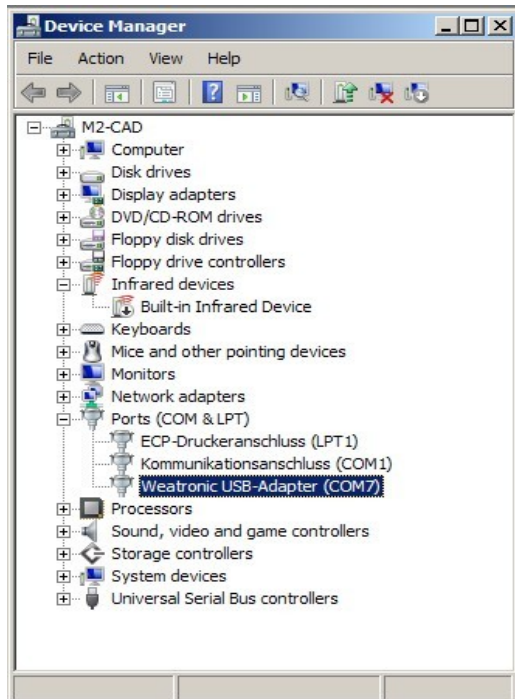 Device Manager
File Action View Help
M2-CAD
Computer
Disk drives
Display adapters
DVD/CD-ROM drives
Floppy disk drives
Floppy drive controllers
Infrared devices
Built-in Infrared Device
Keyboards
Mice and other pointing devices
Monitors
Network adapters
Ports (COM & LPT)
ECP-Druckeranschluss (LPT1)
Kommunikationsanschluss (COM1)
Weatronic USB-Adapter (COM7)
Processors
Sound, video and game controllers
Storage controllers
System devices
Universal Serial Bus controllers